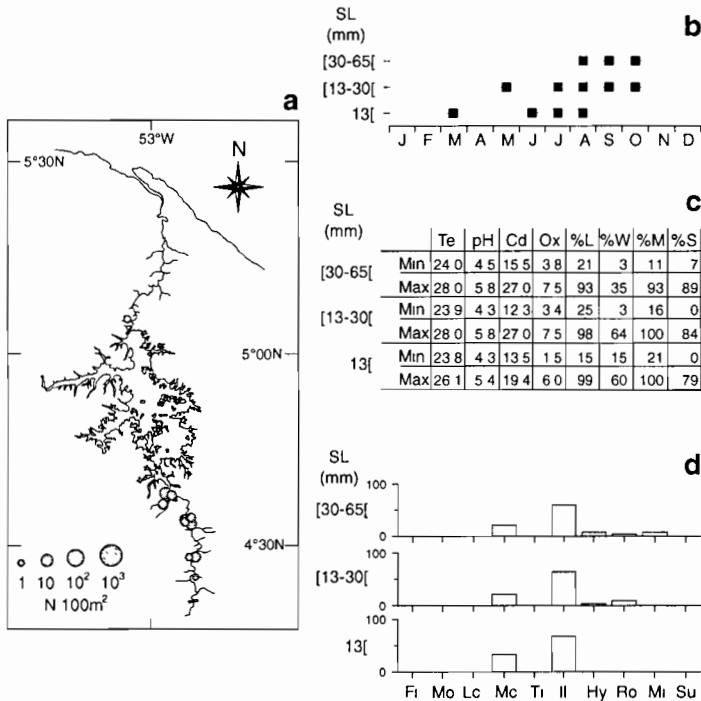 a
53°W
5°30N
N
5°00N
4°30N
1 10 10² 10³
N 100m²
b
SL
(mm)
[30-65[
[13-30[
13[
J F M A M J J A S O N D
c
SL
(mm)
Te pH Cd Ox %L %W %M %S
[30-65[ Min 24 0 4 5 15 5 3 8 21 3 11 7
Max 28 0 5 8 27 0 7 5 93 35 93 89
[13-30[ Min 23 9 4 3 12 3 3 4 25 3 16 0
Max 28 0 5 8 27 0 7 5 98 64 100 84
13[ Min 23 8 4 3 13 5 1 5 15 15 21 0
Max 26 1 5 4 19 4 6 0 99 60 100 79
d
SL
(mm)
100
[30-65[
0
100
[13-30[
0
100
13[
0
Fi Mo Lc Mc Ti Il Hy Ro Mi Su